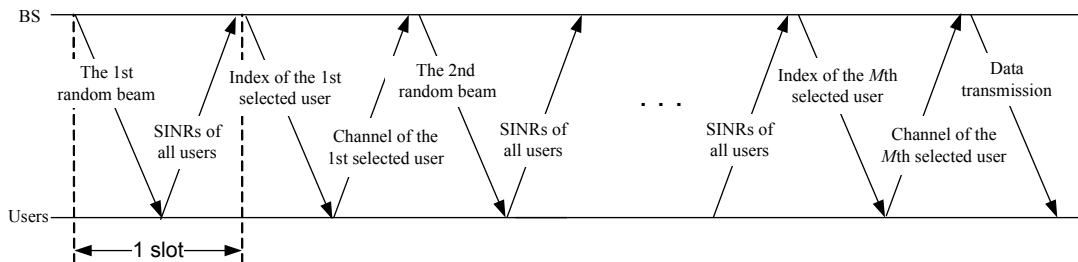 BS
The 1st
random beam
SINRs of
all users
Index of the 1st
selected user
Channel of the
1st selected user
The 2nd
random beam
SINRs of
all users
. . .
SINRs of
all users
Index of the Mth
selected user
Channel of the
Mth selected user
Data
transmission
Users
1 slot